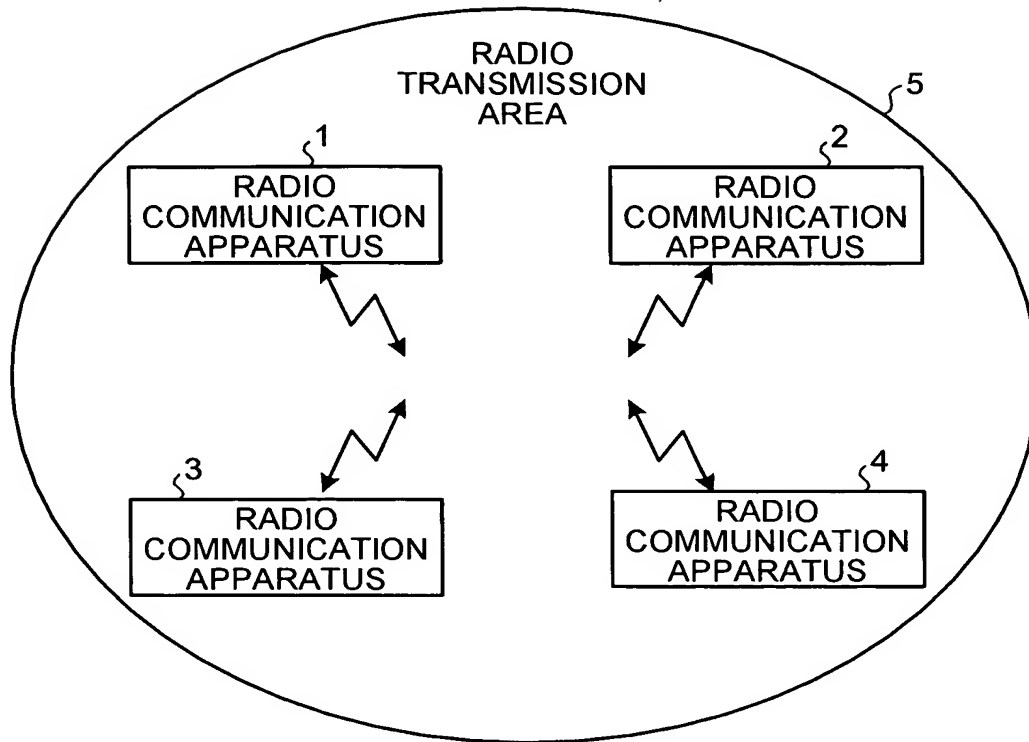 RADIO
TRANSMISSION
AREA
5
1
RADIO
COMMUNICATION
APPARATUS
2
RADIO
COMMUNICATION
APPARATUS
3
RADIO
COMMUNICATION
APPARATUS
4
RADIO
COMMUNICATION
APPARATUS